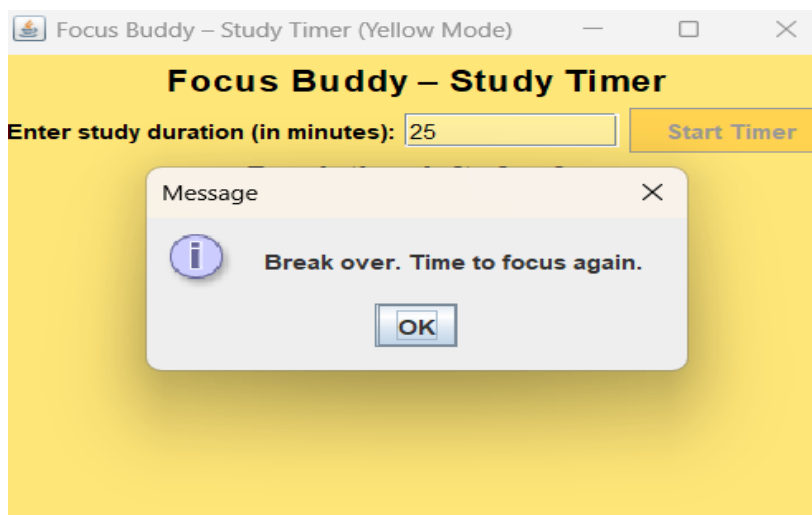 Focus Buddy – Study Timer (Yellow Mode)
Focus Buddy – Study Timer
Enter study duration (in minutes): 25 Start Timer
Message
Break over. Time to focus again.
OK